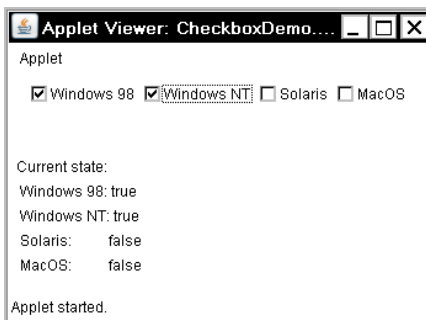 Applet Viewer: CheckboxDemo....
Applet
Windows 98 Windows NT Solaris MacOS
Current state:
Windows 98: true
Windows NT: true
Solaris: false
MacOS: false
Applet started.